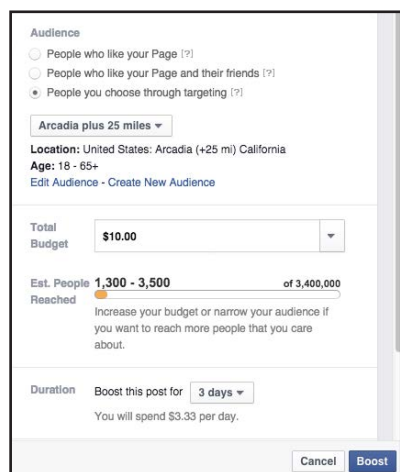 Audience
People who like your Page [?]
People who like your Page and their friends [?]
People you choose through targeting [?]
Arcadia plus 25 miles
Location: United States: Arcadia (+25 mi) California
Age: 18 - 65+
Edit Audience - Create New Audience
Total Budget
$10.00
Est. People Reached
1,300 - 3,500 of 3,400,000
Increase your budget or narrow your audience if
you want to reach more people that you care
about.
Duration
Boost this post for 3 days
You will spend $3.33 per day.
Cancel Boost